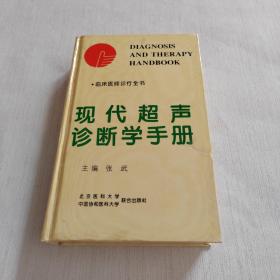 DIAGNOSIS
AND THERAPY
HANDBOOK
•临床医师诊疗全书
现代超声
诊断学手册
主编 张武
北京医科大学
中国协和医科大学
联合出版社